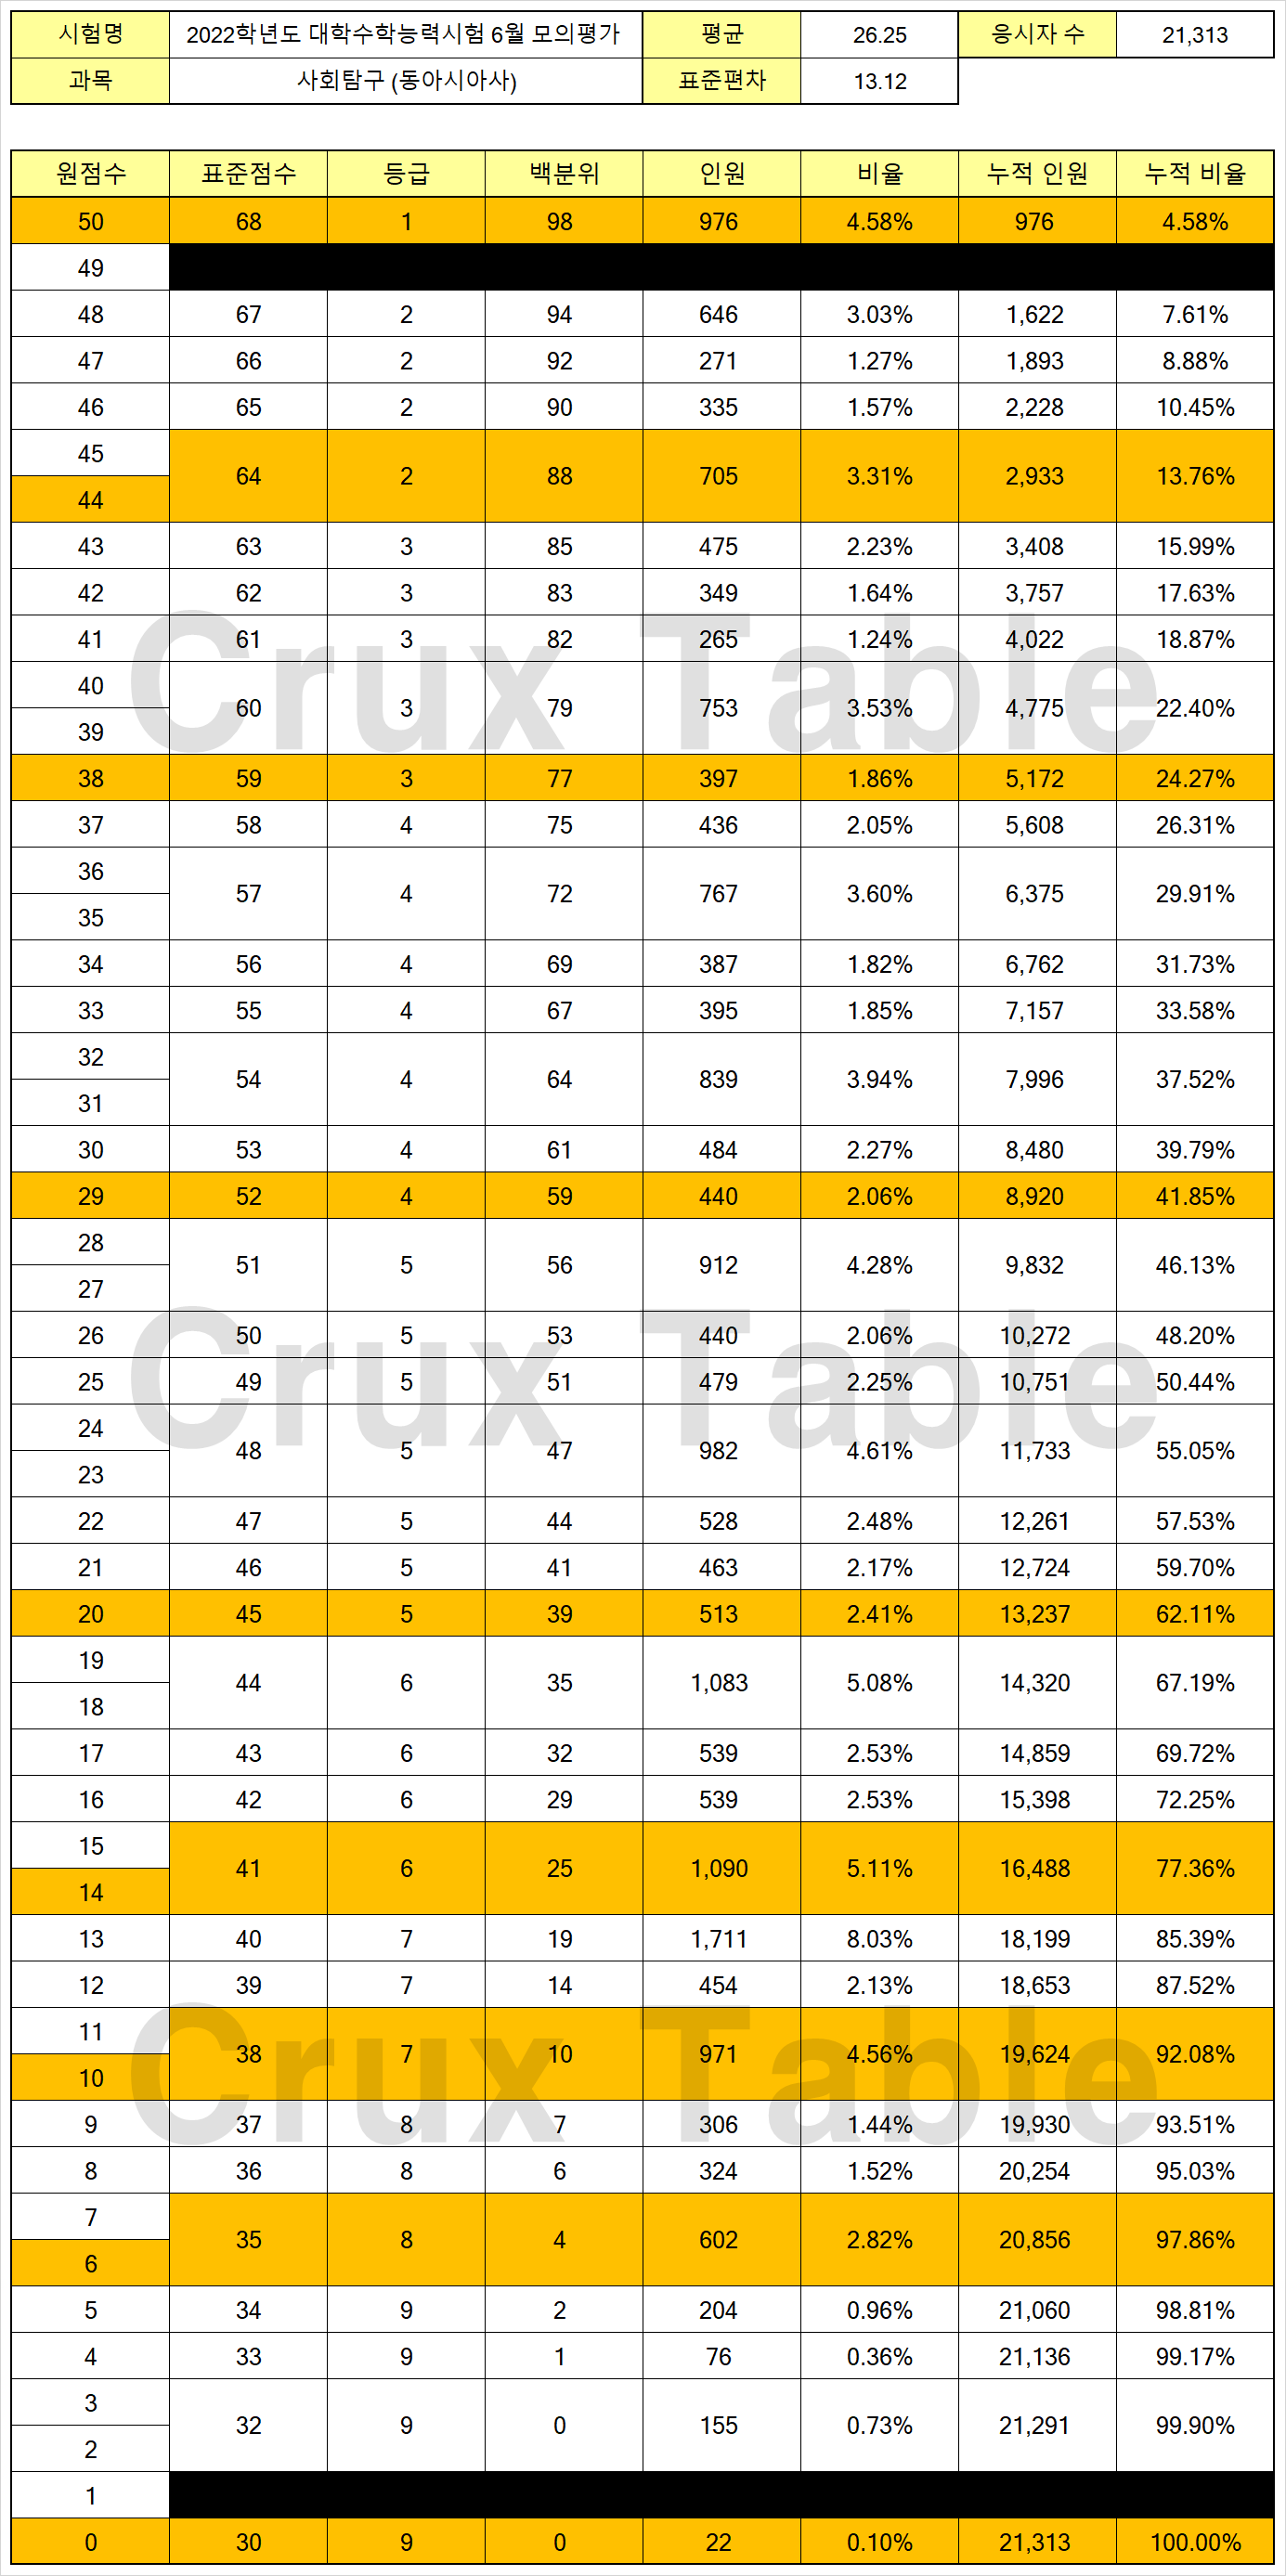 시험명 2022학년도 대학수학능력시험 6월 모의평가 평균 26.25 응시자 수 21,313
과목 사회탐구 (동아시아사) 표준편차 13.12
원점수 표준점수 등급 백분위 인원 비율 누적 인원 누적 비율
50 68 1 98 976 4.58% 976 4.58%
49
48 67 2 94 646 3.03% 1,622 7.61%
47 66 2 92 271 1.27% 1,893 8.88%
46 65 2 90 335 1.57% 2,228 10.45%
45
64 2 88 705 3.31% 2,933 13.76%
44
43 63 3 85 475 2.23% 3,408 15.99%
42 62 3 83 349 1.64% 3,757 17.63%
41 61 3 82 265 1.24% 4,022 18.87%
Crux Table
40
60 3 79 753 3.53% 4,775 22.40%
39
38 59 3 77 397 1.86% 5,172 24.27%
37 58 4 75 436 2.05% 5,608 26.31%
36
57 4 72 767 3.60% 6,375 29.91%
35
34 56 4 69 387 1.82% 6,762 31.73%
33 55 4 67 395 1.85% 7,157 33.58%
32
54 4 64 839 3.94% 7,996 37.52%
31
30 53 4 61 484 2.27% 8,480 39.79%
29 52 4 59 440 2.06% 8,920 41.85%
28
51 5 56 912 4.28% 9,832 46.13%
27
26 50 5 53 440 2.06% 10,272 48.20%
Crux Table
25 49 5 51 479 2.25% 10,751 50.44%
24
48 5 47 982 4.61% 11,733 55.05%
23
22 47 5 44 528 2.48% 12,261 57.53%
21 46 5 41 463 2.17% 12,724 59.70%
20 45 5 39 513 2.41% 13,237 62.11%
19
44 6 35 1,083 5.08% 14,320 67.19%
18
17 43 6 32 539 2.53% 14,859 69.72%
16 42 6 29 539 2.53% 15,398 72.25%
15
41 6 25 1,090 5.11% 16,488 77.36%
14
13 40 7 19 1,711 8.03% 18,199 85.39%
12 39 7 14 454 2.13% 18,653 87.52%
11
38 7 10 971 4.56% 19,624 92.08%
Crux Table
10
9 37 8 7 306 1.44% 19,930 93.51%
8 36 8 6 324 1.52% 20,254 95.03%
7
35 8 4 602 2.82% 20,856 97.86%
6
5 34 9 2 204 0.96% 21,060 98.81%
4 33 9 1 76 0.36% 21,136 99.17%
3
32 9 0 155 0.73% 21,291 99.90%
2
1
0 30 9 0 22 0.10% 21,313 100.00%